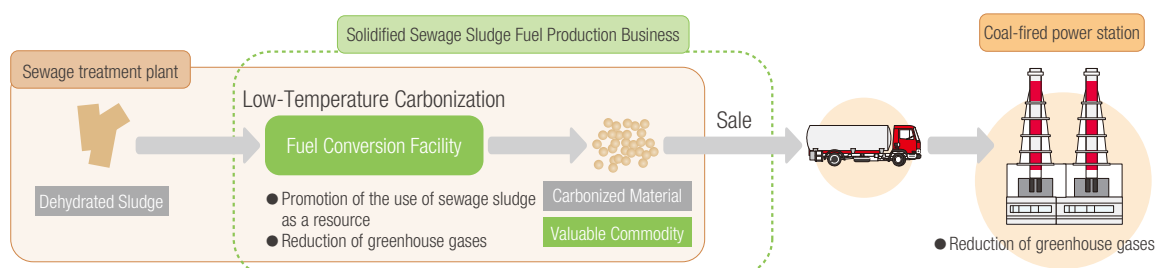 Solidified Sewage Sludge Fuel Production Business
Coal-fired power station
Sewage treatment plant
Low-Temperature Carbonization
Fuel Conversion Facility
Sale
Dehydrated Sludge
● Promotion of the use of sewage sludge
as a resource
● Reduction of greenhouse gases
Carbonized Material
Valuable Commodity
● Reduction of greenhouse gases